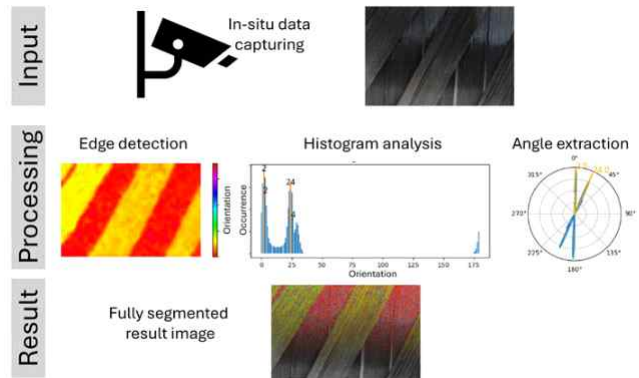 Input
In-situ data
capturing
Processing
Edge detection
Orientation
Histogram analysis
Occurrence
2
2
24
4
0
25
50
75
100
125
150
175
Orientation
Angle extraction
0°
45°
90°
135°
180°
225°
270°
315°
Result
Fully segmented
result image